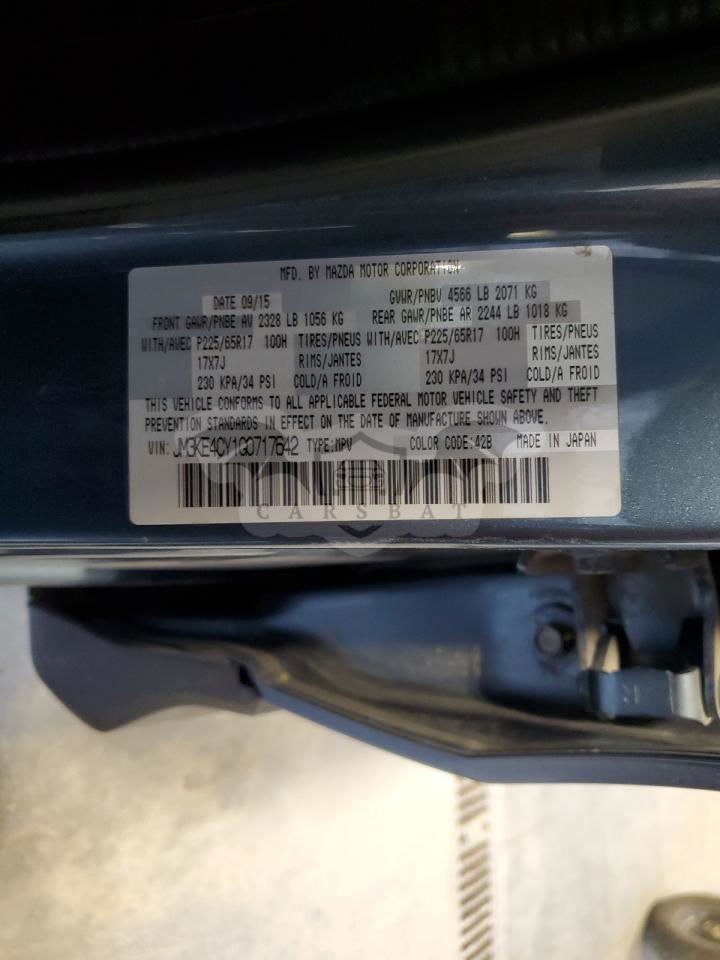 MFD. BY MAZDA MOTOR CORPORATION
DATE 09/15 GVWR/PNBV 4566 LB 2071 KG
FRONT GAWR/PNBE AV 2328 LB 1056 KG REAR GAWR/PNBE AR 2244 LB 1018 KG
WITH/AVEC P225/65R17 100H TIRES/PNEUS WITH/AVEC P225/65R17 100H TIRES/PNEUS
17X7J RIMS/JANTES 17X7J RIMS/JANTES
230 KPA/34 PSI COLD/A FROID 230 KPA/34 PSI COLD/A FROID
THIS VEHICLE CONFORMS TO ALL APPLICABLE FEDERAL MOTOR VEHICLE SAFETY AND THEFT
PREVENTION STANDARDS IN EFFECT ON THE DATE OF MANUFACTURE SHOWN ABOVE.
VIN: JM3KE4CY1G0717642 TYPE:MPV COLOR CODE:42B MADE IN JAPAN
CARSBAT